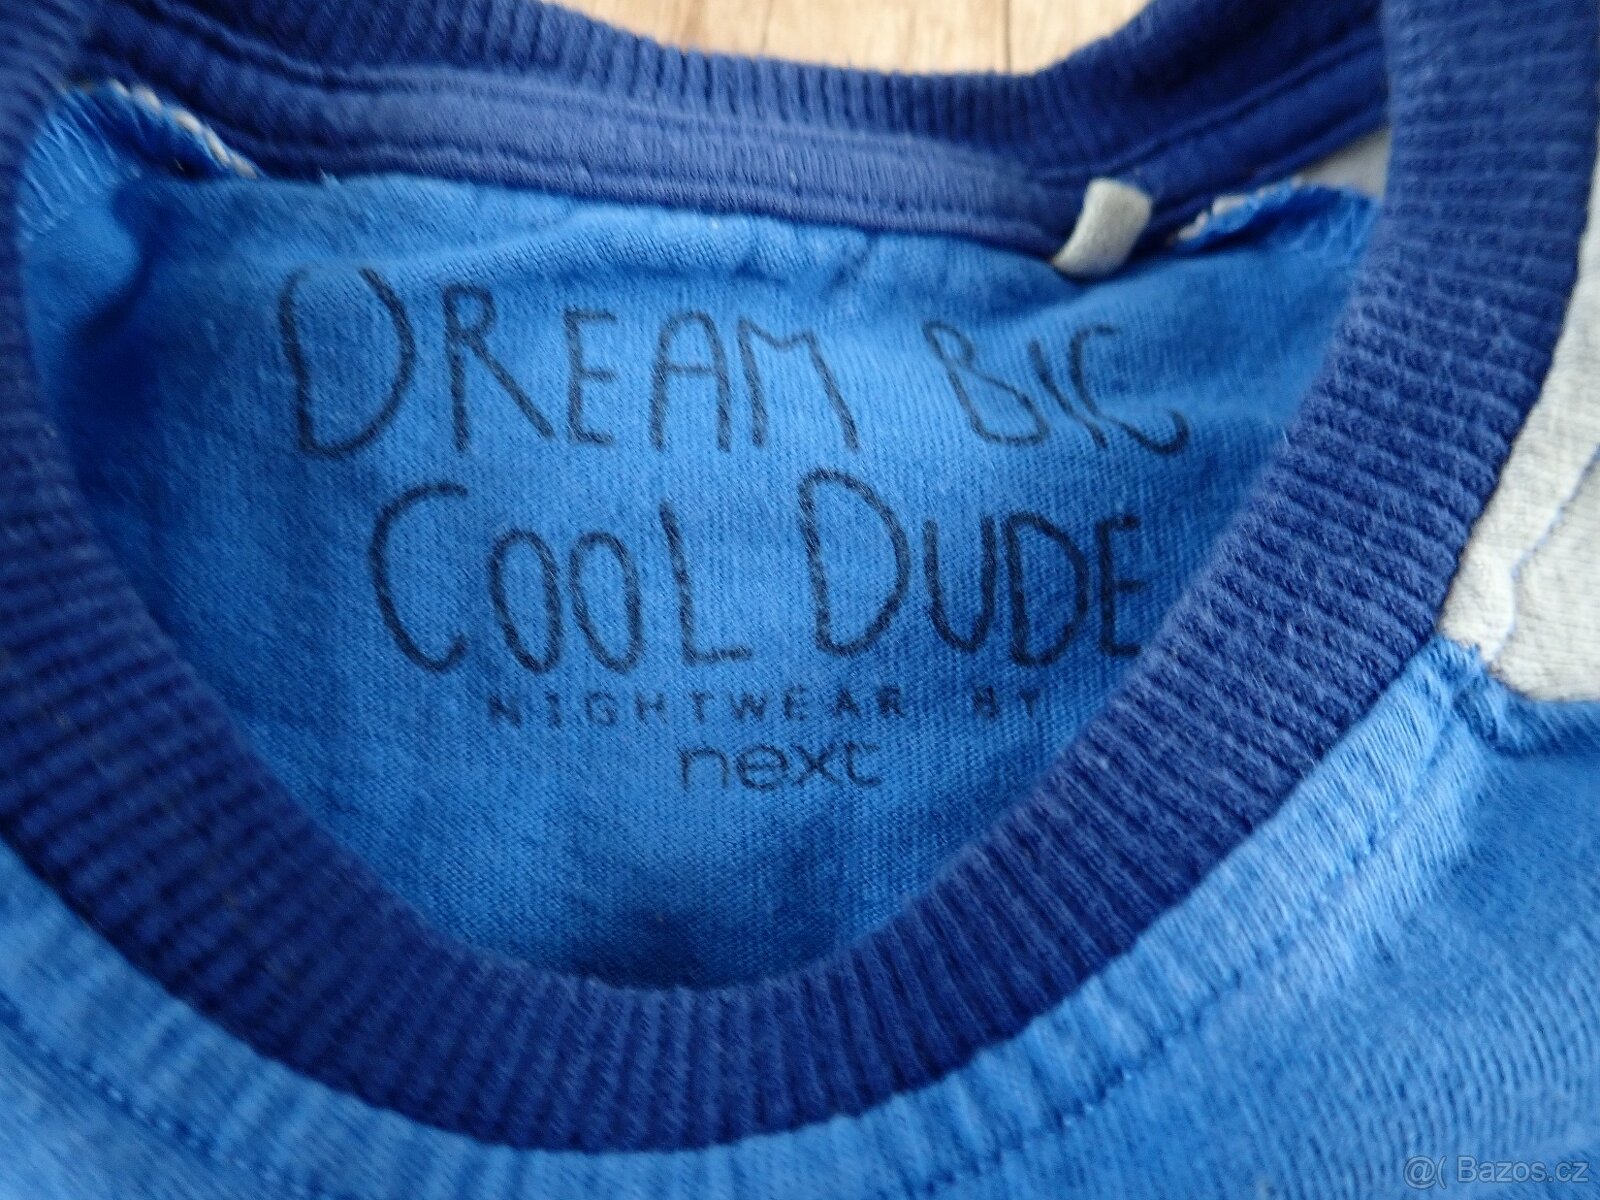 DREAM BIG
COOL DUDE
NIGHTWEAR BY
next
@( Bazos.cz